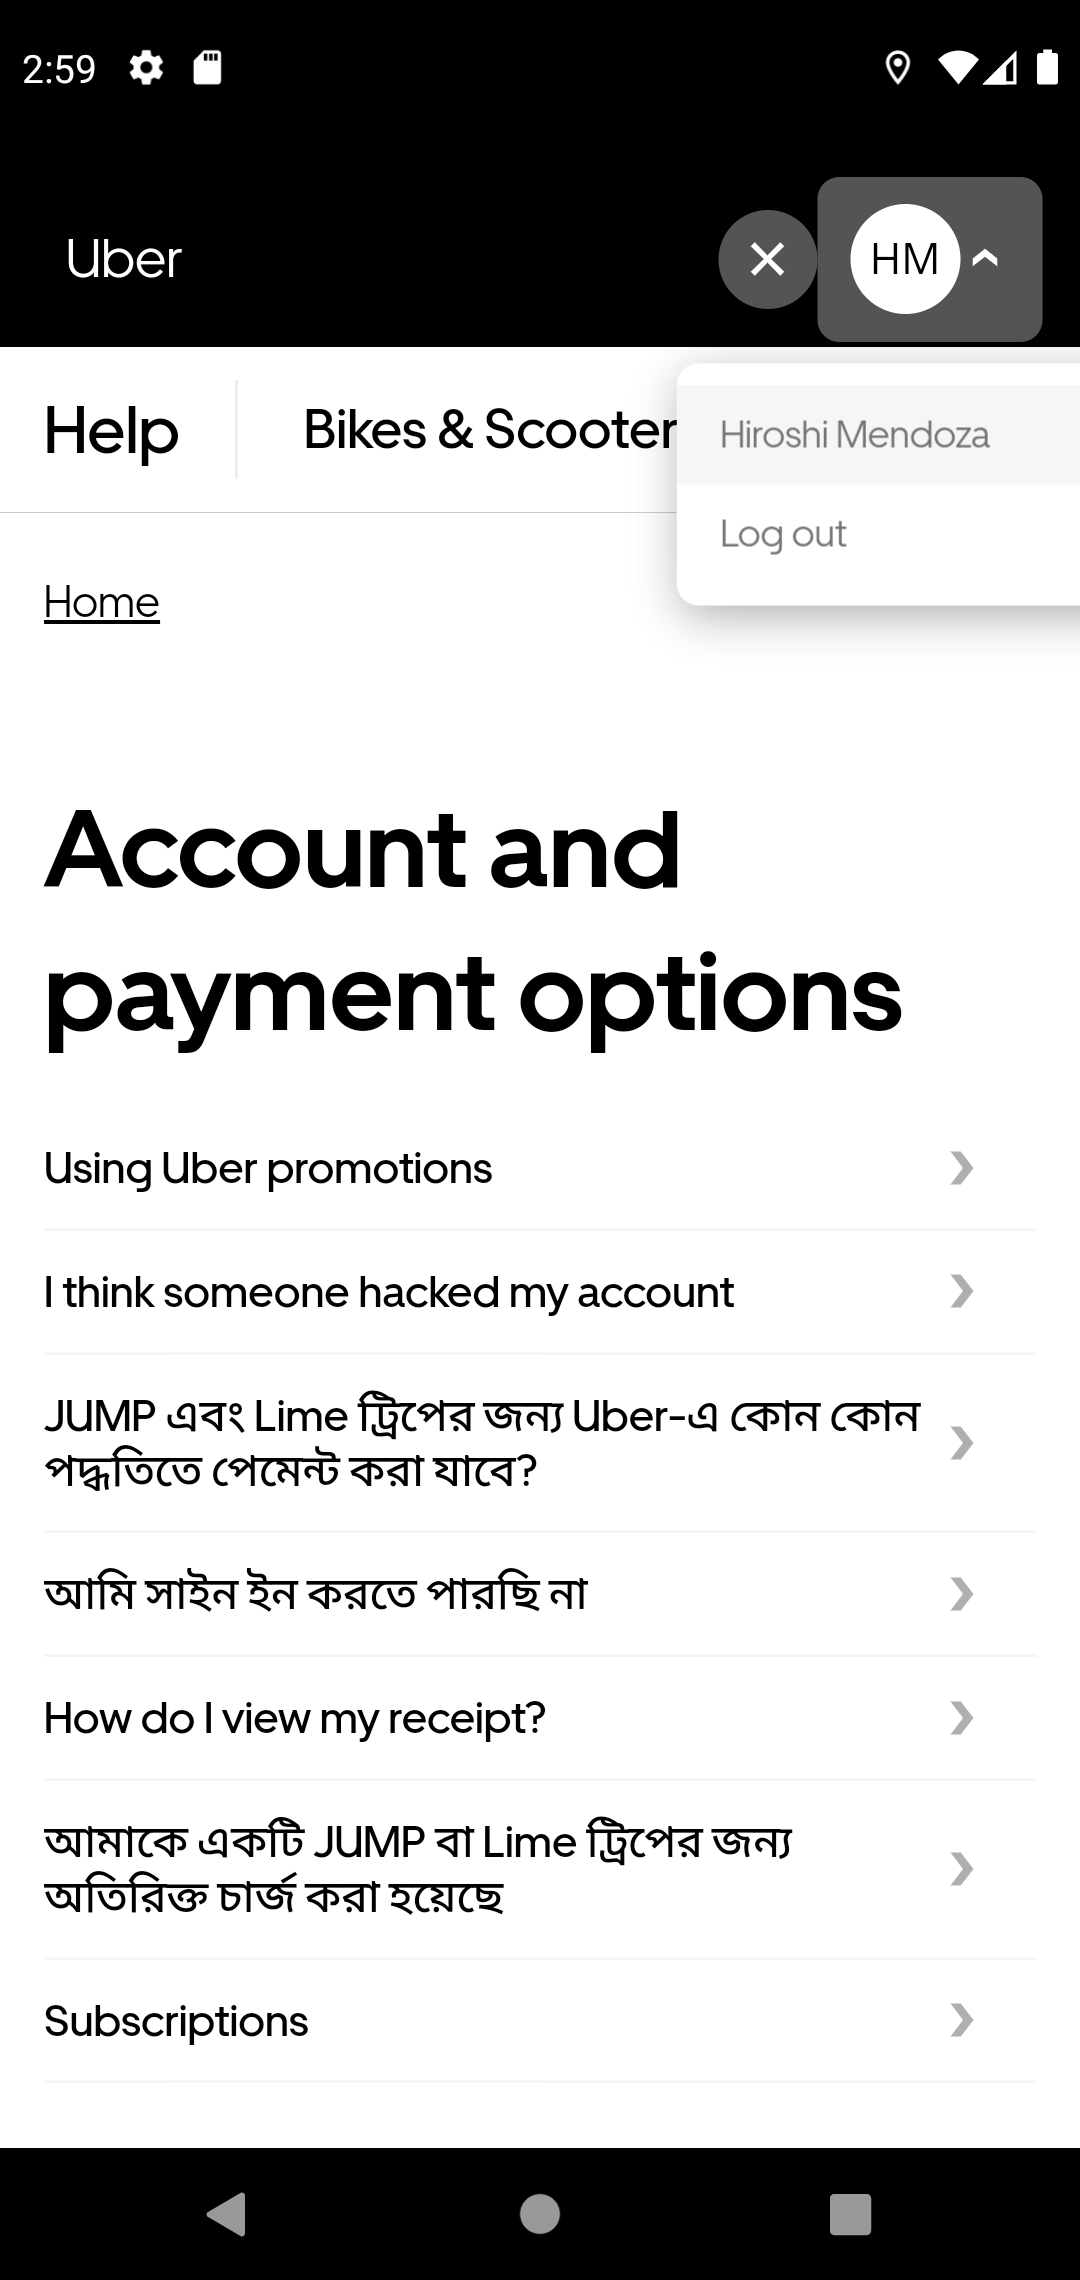 2:59
Uber
HM
Help
Bikes & Scooter
Hiroshi Mendoza
Log out
Home
Account and
payment options
Using Uber promotions
I think someone hacked my account
JUMP এবং Lime ট্রিপের জন্য Uber-এ কোন কোন
পদ্ধতিতে পেমেন্ট করা যাবে?
আমি সাইন ইন করতে পারছি না
How do I view my receipt?
আমাকে একটি JUMP বা Lime ট্রিপের জন্য
অতিরিক্ত চার্জ করা হয়েছে
Subscriptions